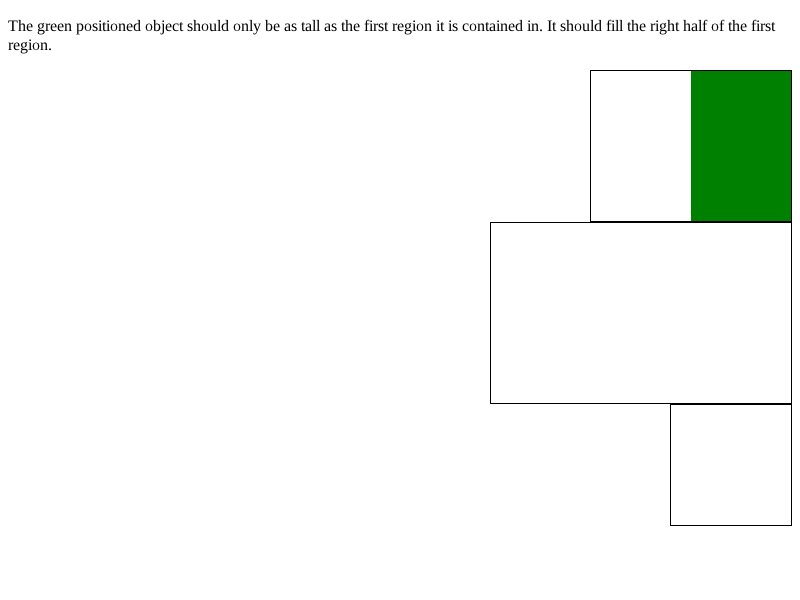 The green positioned object should only be as tall as the first region it is contained in. It should fill the right half of the first
region.